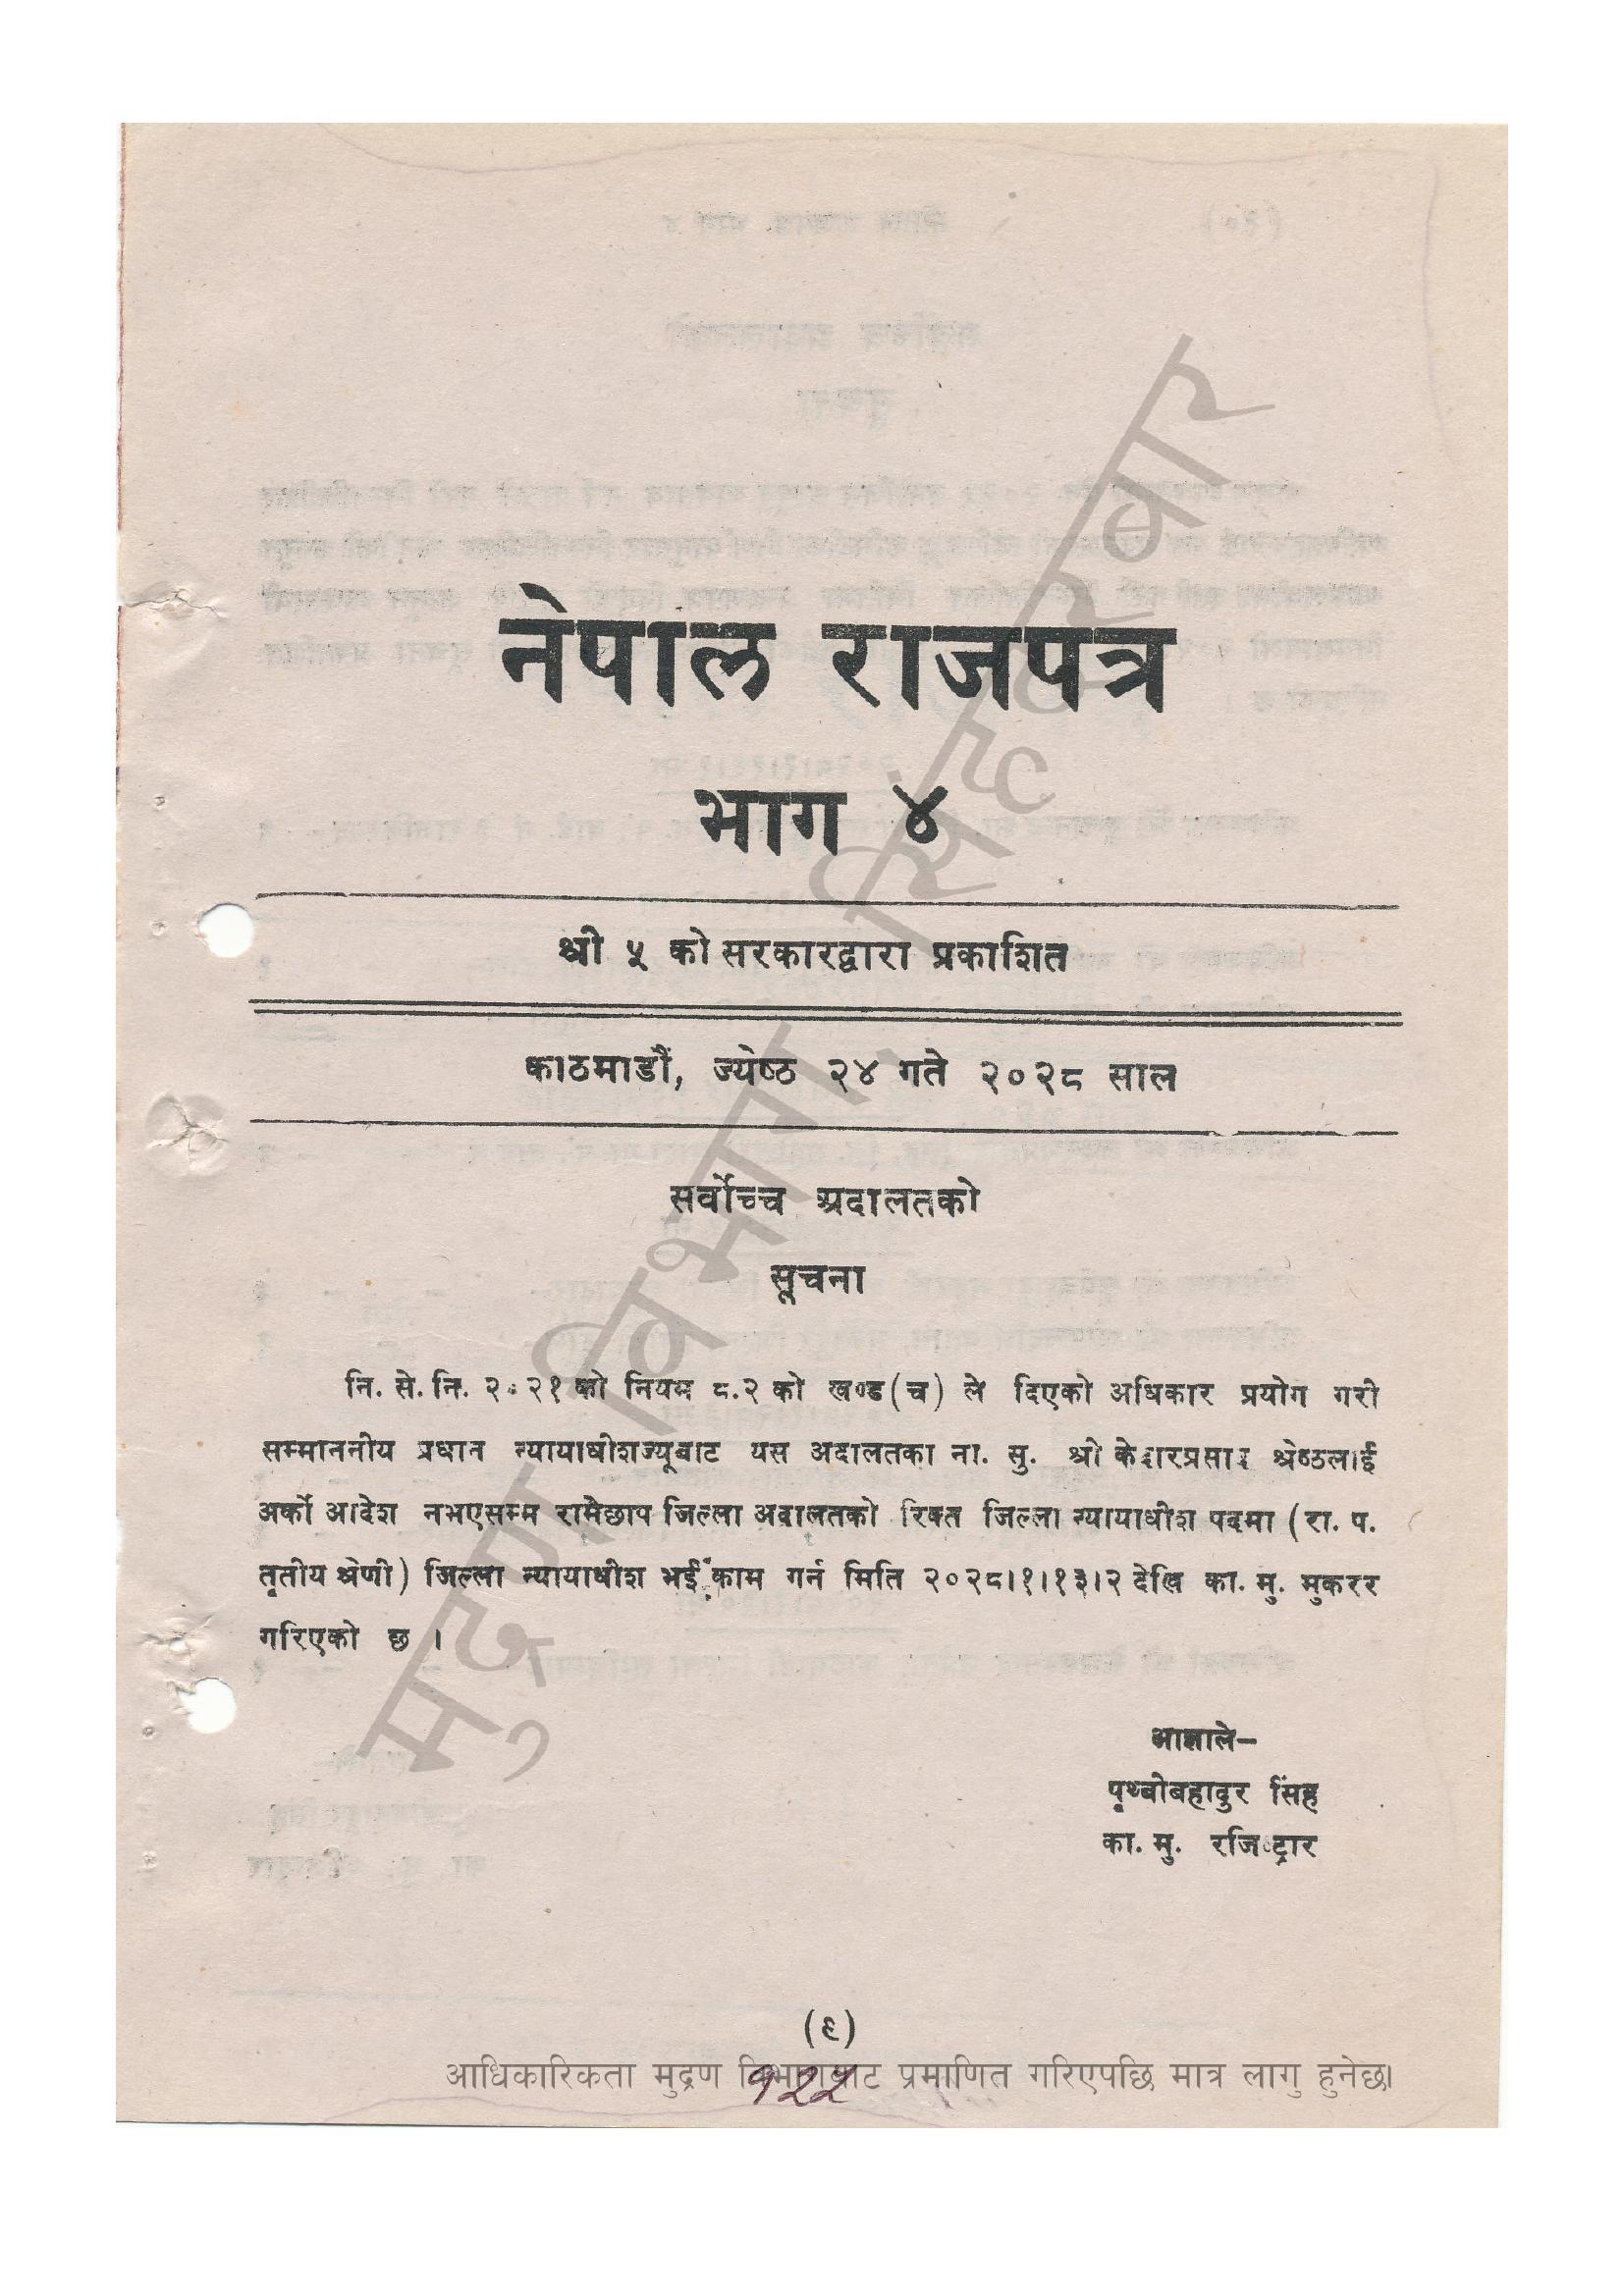 नेपाल राजपत्र
भाग ४
श्री ५ को सरकारद्वारा प्रकाशित
काठमाडौं, ज्येष्ठ २४ गते २०२८ साल
सर्वोच्च अदालतको
सूचना
नि. से. नि. २०२१ को नियम ८.२ को खण्ड (च) ले दिएको अधिकार प्रयोग गरी
सम्माननीय प्रधान न्यायाधीशज्यूबाट यस अदालतका ना. सु. श्री केदारप्रसाद श्रेष्ठलाई
अर्को आदेश नभएसम्म रामेछाप जिल्ला अदालतको रिक्त जिल्ला न्यायाधीश पदमा (रा. प.
तृतीय श्रेणी) जिल्ला न्यायाधीश भई काम गर्न मिति २०२८।१।१३।२ देखि का. मु. मुकरर
गरिएको छ ।
आज्ञाले–
पृथ्वीबहादुर सिंह
का. मु. रजिष्ट्रार
(९)
आधिकारिकता मुद्रण विभागबाट प्रमाणित गरिएपछि मात्र लागु हुनेछ।
मुद्रण विभाग, सिंहदरबार